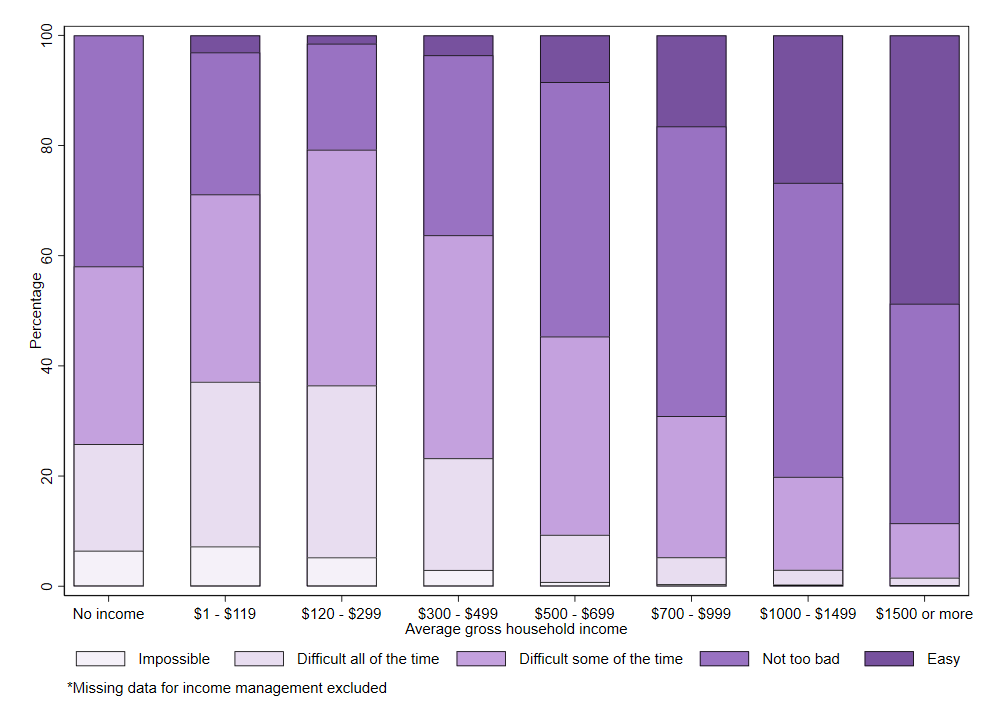 Percentage
100
80
60
40
20
0
No income $1 - $119 $120 - $299 $300 - $499 $500 - $699 $700 - $999 $1000 - $1499 $1500 or more
Average gross household income
Impossible Difficult all of the time Difficult some of the time Not too bad Easy
*Missing data for income management excluded